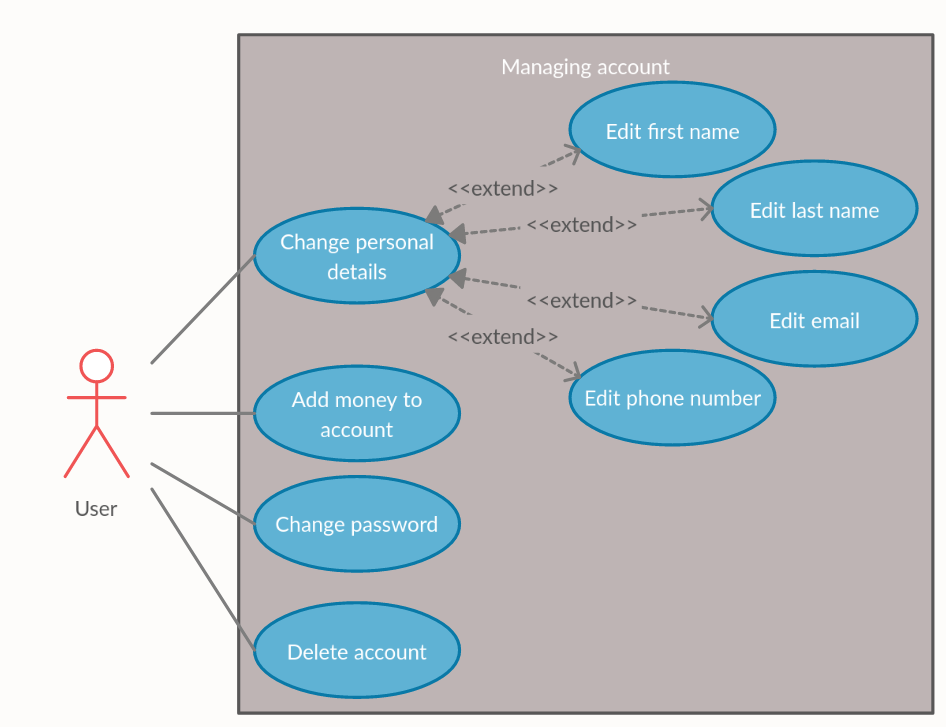 Managing account
Edit first name
<<extend>>
Edit last name
<<extend>>
Change personal
details
<<extend>>
Edit email
<<extend>>
Edit phone number
Add money to
account
User
Change password
Delete account